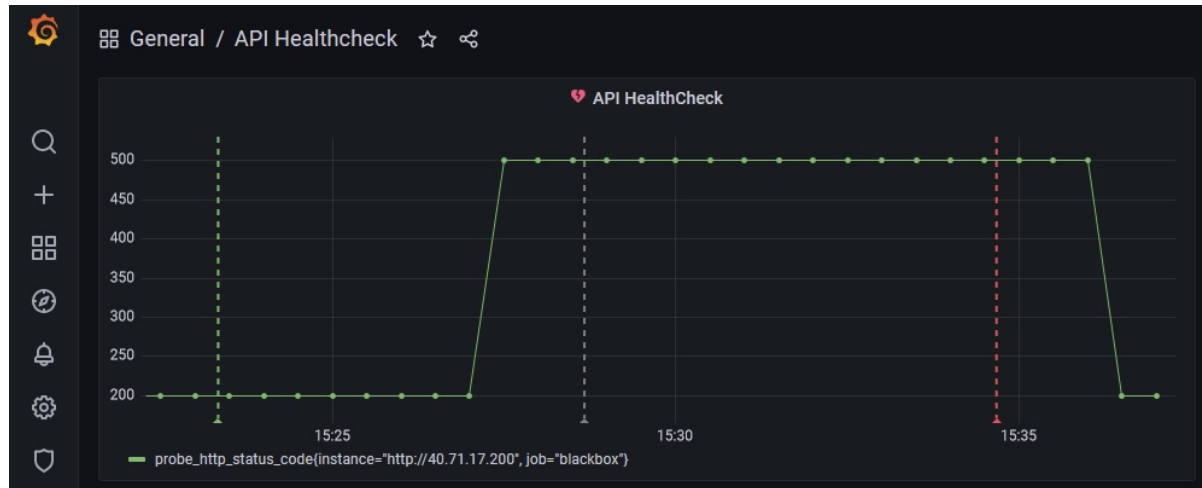 General / API Healthcheck
API HealthCheck
500
450
400
350
300
250
200
15:25 15:30 15:35
probe_http_status_code{instance="http://40.71.17.200", job="blackbox"}